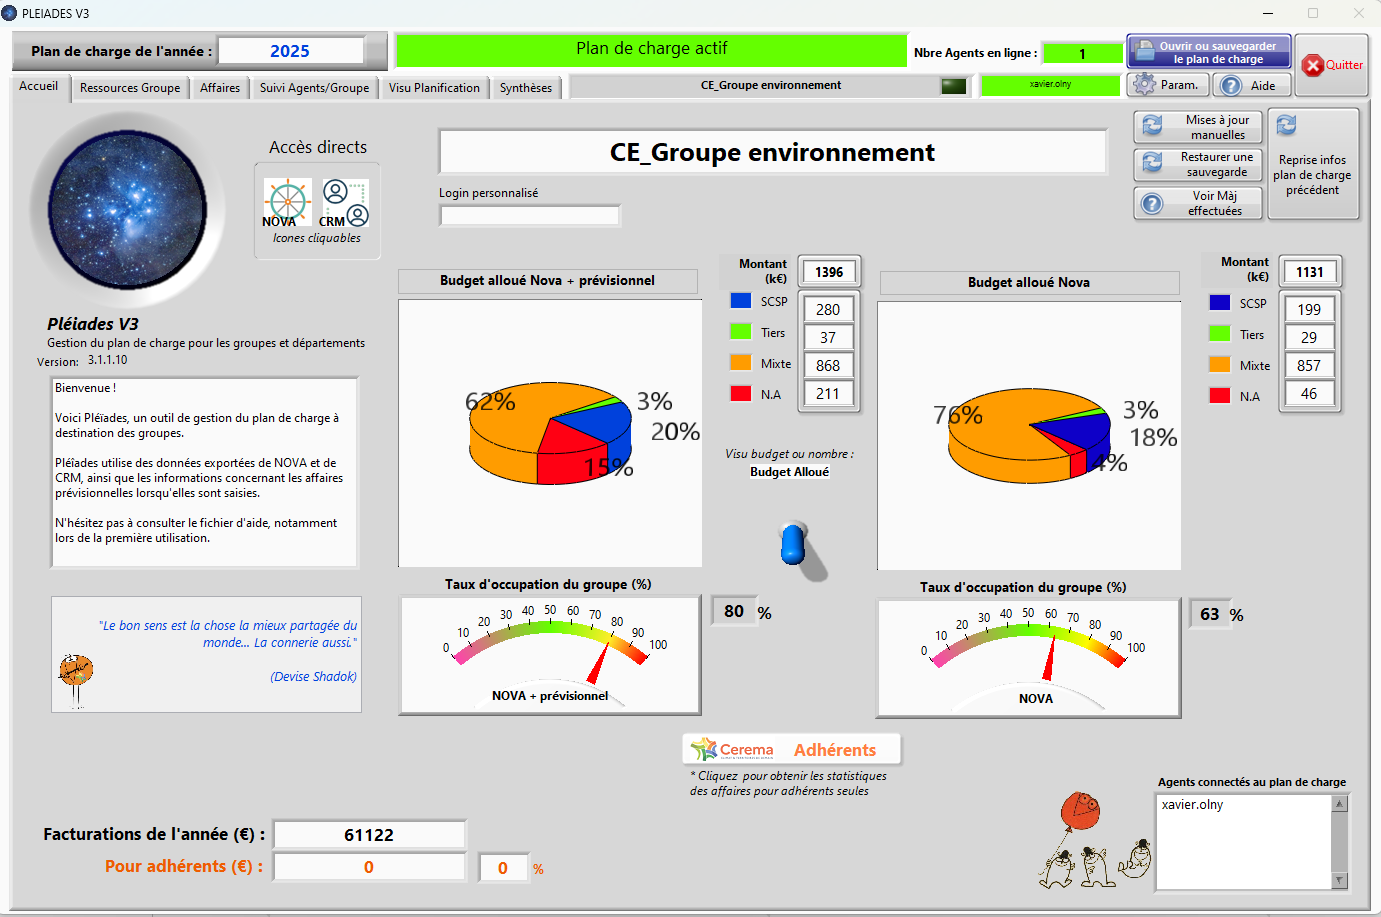 PLEIADES V3
Plan de charge de l'année :
2025
Plan de charge actif
Nbre Agents en ligne :
1
Ouvrir ou sauvegarder
le plan de charge
Quitter
Accueil
Ressources Groupe
Affaires
Suivi Agents/Groupe
Visu Planification
Synthèses
CE_Groupe environnement
xavier.olny
Param.
Aide
Mises à jour
manuelles
Restaurer une
sauvegarde
Voir Màj
effectuées
Reprise infos
plan de charge
précédent
Accès directs
NOVA
CRM
Icones cliquables
CE_Groupe environnement
Login personnalisé
Pléiades V3
Gestion du plan de charge pour les groupes et départements
Version: 3.1.1.10
Bienvenue !
Voici Pléïades, un outil de gestion du plan de charge à
destination des groupes.
Pléïades utilise des données exportées de NOVA et de
CRM, ainsi que les informations concernant les affaires
prévisionnelles lorsqu'elles sont saisies.
N'hésitez pas à consulter le fichier d'aide, notamment
lors de la première utilisation.
"Le bon sens est la chose la mieux partagée du
monde... La connerie aussi."
(Devise Shadok)
Budget alloué Nova + prévisionnel
62%
3%
20%
15%
Montant
(k€)
1396
SCSP
280
Tiers
37
Mixte
868
N.A
211
Visu budget ou nombre :
Budget Alloué
Budget alloué Nova
76%
3%
18%
4%
Montant
(k€)
1131
SCSP
199
Tiers
29
Mixte
857
N.A
46
Taux d'occupation du groupe (%)
0 10 20 30 40 50 60 70 80 90 100
NOVA + prévisionnel
80 %
Taux d'occupation du groupe (%)
0 10 20 30 40 50 60 70 80 90 100
NOVA
63 %
Cerema
Adhérents
* Cliquez pour obtenir les statistiques
des affaires pour adhérents seules
Facturations de l'année (€) :
61122
Pour adhérents (€) :
0
0 %
Agents connectés au plan de charge
xavier.olny